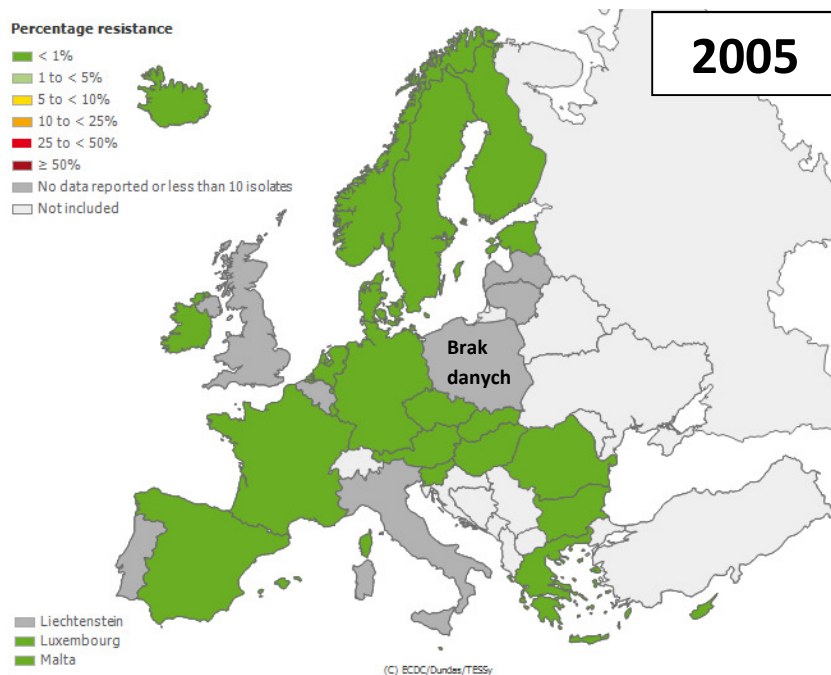 Percentage resistance
< 1%
1 to < 5%
5 to < 10%
10 to < 25%
25 to < 50%
≥ 50%
No data reported or less than 10 isolates
Not included
2005
Brak
danych
Liechtenstein
Luxembourg
Malta
(C) ECDC/Dundas/TESSy